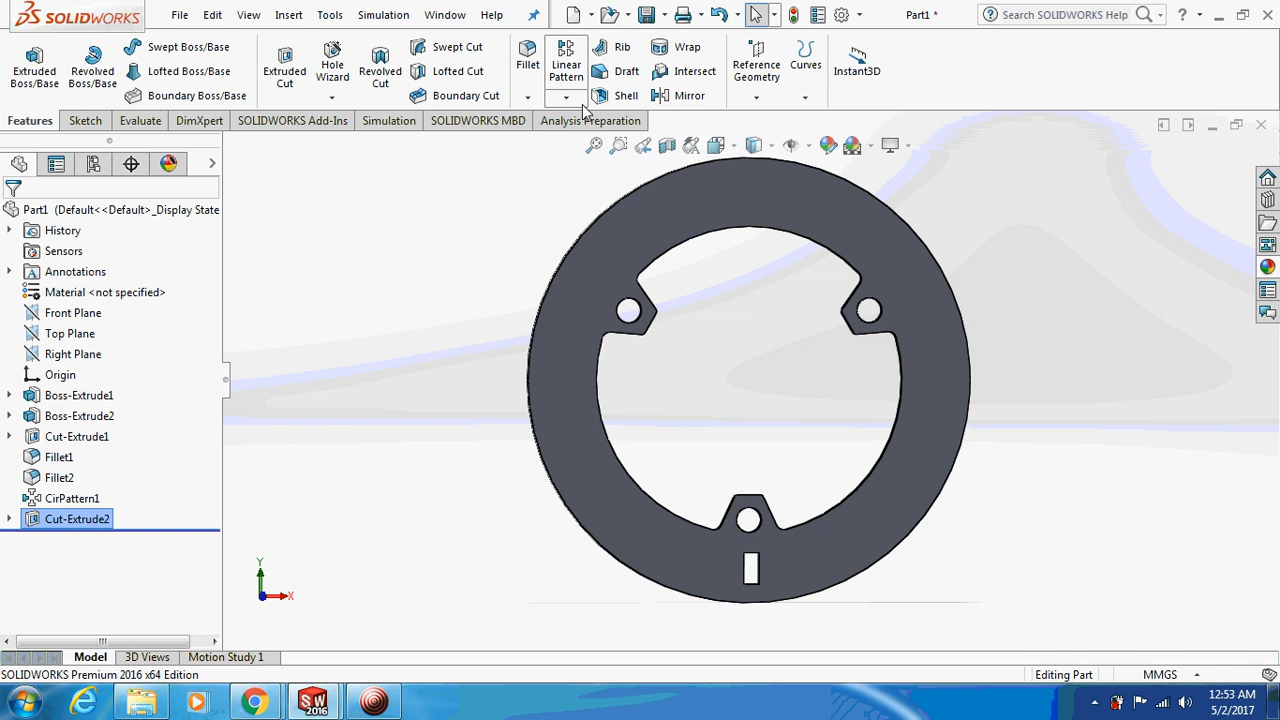 SOLIDWORKS
File Edit View Insert Tools Simulation Window Help
Part1 *
Search SOLIDWORKS Help
?
Extruded Boss/Base
Revolved Boss/Base
Swept Boss/Base
Lofted Boss/Base
Boundary Boss/Base
Extruded Cut
Hole Wizard
Revolved Cut
Swept Cut
Lofted Cut
Boundary Cut
Fillet
Linear Pattern
Rib
Draft
Shell
Wrap
Intersect
Mirror
Reference Geometry
Curves
Instant3D
Features Sketch Evaluate DimXpert SOLIDWORKS Add-Ins Simulation SOLIDWORKS MBD Analysis Preparation
Part1 (Default<<Default>_Display State
History
Sensors
Annotations
Material <not specified>
Front Plane
Top Plane
Right Plane
Origin
Boss-Extrude1
Boss-Extrude2
Cut-Extrude1
Fillet1
Fillet2
CirPattern1
Cut-Extrude2
Y
X
Model 3D Views Motion Study 1
SOLIDWORKS Premium 2016 x64 Edition
Editing Part
MMGS
SW
2016
12:53 AM
5/2/2017